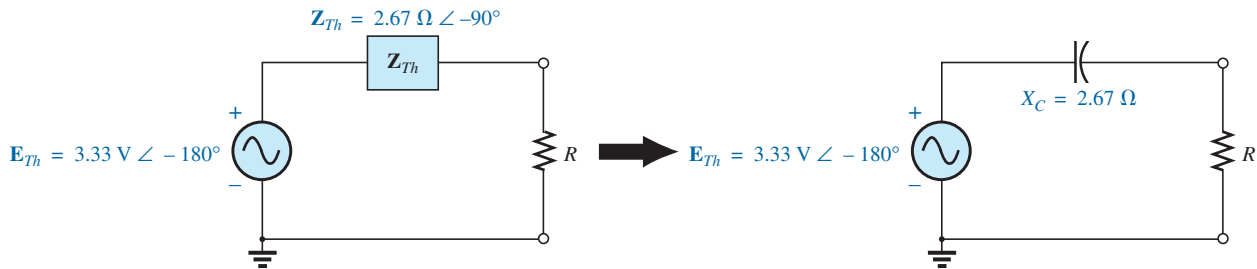 Z_Th = 2.67 Ω ∠ –90°
Z_Th
+
E_Th = 3.33 V ∠ – 180°
–
R
X_C = 2.67 Ω
+
E_Th = 3.33 V ∠ – 180°
–
R